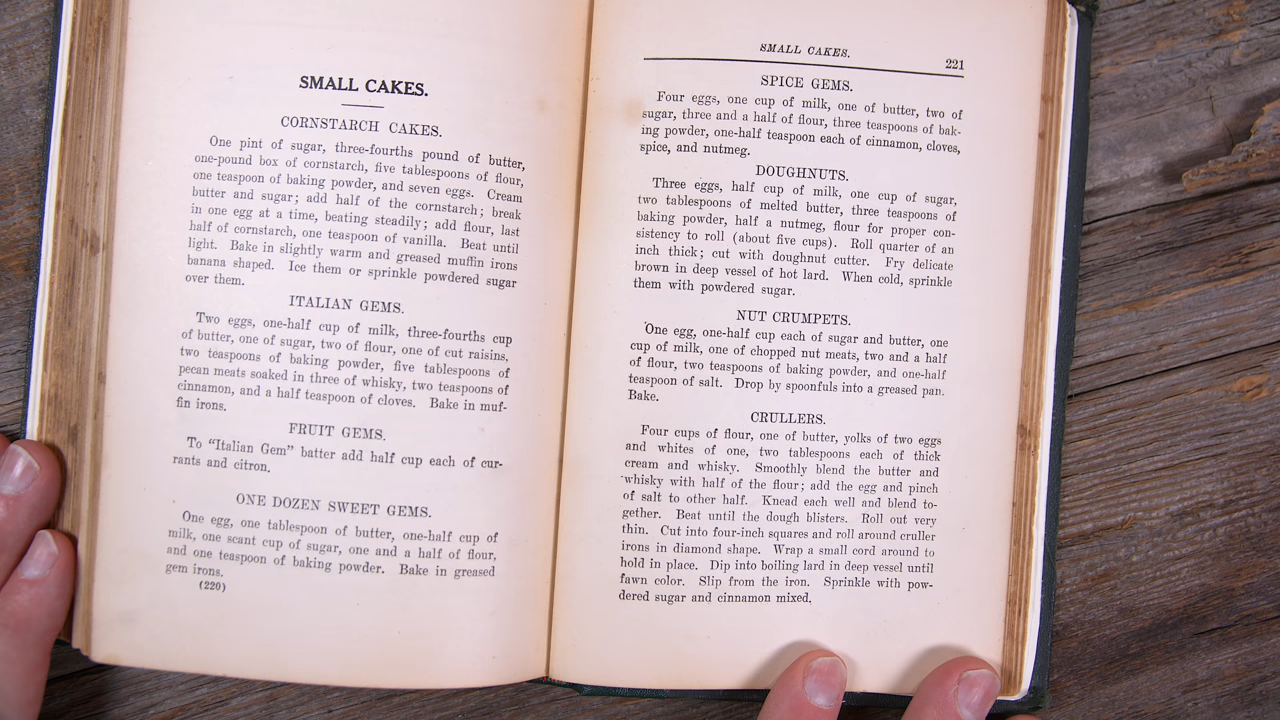 SMALL CAKES.
CORNSTARCH CAKES.
One pint of sugar, three-fourths pound of butter,
one-pound box of cornstarch, five tablespoons of flour,
one teaspoon of baking powder, and seven eggs. Cream
butter and sugar; add half of the cornstarch; break
in one egg at a time, beating steadily; add flour, last
half of cornstarch, one teaspoon of vanilla. Beat until
light. Bake in slightly warm and greased muffin irons
banana shaped. Ice them or sprinkle powdered sugar
over them.
ITALIAN GEMS.
Two eggs, one-half cup of milk, three-fourths cup
of butter, one of sugar, two of flour, one of cut raisins,
two teaspoons of baking powder, five tablespoons of
pecan meats soaked in three of whisky, two teaspoons of
cinnamon, and a half teaspoon of cloves. Bake in muf-
fin irons.
FRUIT GEMS.
To "Italian Gem" batter add half cup each of cur-
rants and citron.
ONE DOZEN SWEET GEMS.
One egg, one tablespoon of butter, one-half cup of
milk, one scant cup of sugar, one and a half of flour,
and one teaspoon of baking powder. Bake in greased
gem irons.
(220)
SMALL CAKES. 221
SPICE GEMS.
Four eggs, one cup of milk, one of butter, two of
sugar, three and a half of flour, three teaspoons of bak-
ing powder, one-half teaspoon each of cinnamon, cloves,
spice, and nutmeg.
DOUGHNUTS.
Three eggs, half cup of milk, one cup of sugar,
two tablespoons of melted butter, three teaspoons of
baking powder, half a nutmeg, flour for proper con-
sistency to roll (about five cups). Roll quarter of an
inch thick; cut with doughnut cutter. Fry delicate
brown in deep vessel of hot lard. When cold, sprinkle
them with powdered sugar.
NUT CRUMPETS.
One egg, one-half cup each of sugar and butter, one
cup of milk, one of chopped nut meats, two and a half
of flour, two teaspoons of baking powder, and one-half
teaspoon of salt. Drop by spoonfuls into a greased pan.
Bake.
CRULLERS.
Four cups of flour, one of butter, yolks of two eggs
and whites of one, two tablespoons each of thick
cream and whisky. Smoothly blend the butter and
whisky with half of the flour; add the egg and pinch
of salt to other half. Knead each well and blend to-
gether. Beat until the dough blisters. Roll out very
thin. Cut into four-inch squares and roll around cruller
irons in diamond shape. Wrap a small cord around to
hold in place. Dip into boiling lard in deep vessel until
fawn color. Slip from the iron. Sprinkle with pow-
dered sugar and cinnamon mixed.